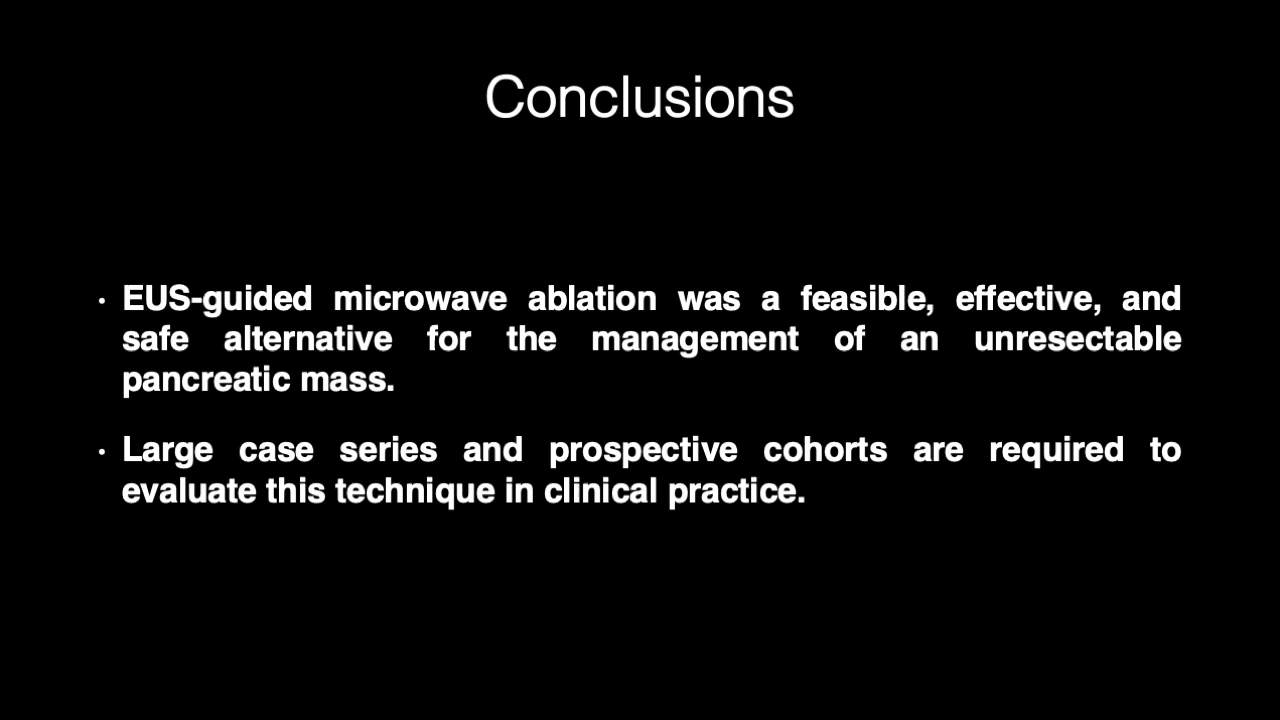 Conclusions
• EUS-guided microwave ablation was a feasible, effective, and
safe alternative for the management of an unresectable
pancreatic mass.
• Large case series and prospective cohorts are required to
evaluate this technique in clinical practice.